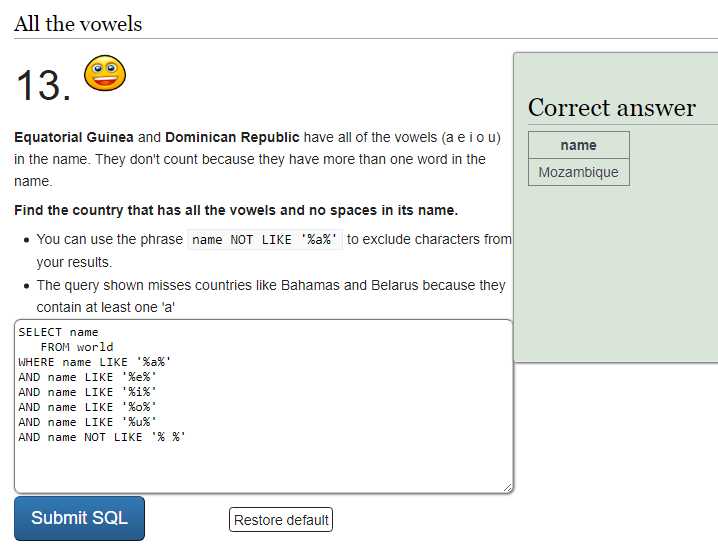 All the vowels
13.
Equatorial Guinea and Dominican Republic have all of the vowels (a e i o u)
in the name. They don't count because they have more than one word in the
name.
Find the country that has all the vowels and no spaces in its name.
You can use the phrase name NOT LIKE '%a%' to exclude characters from
your results.
The query shown misses countries like Bahamas and Belarus because they
contain at least one 'a'
SELECT name
FROM world
WHERE name LIKE '%a%'
AND name LIKE '%e%'
AND name LIKE '%i%'
AND name LIKE '%o%'
AND name LIKE '%u%'
AND name NOT LIKE '% %'
Submit SQL
Restore default
Correct answer
name
Mozambique